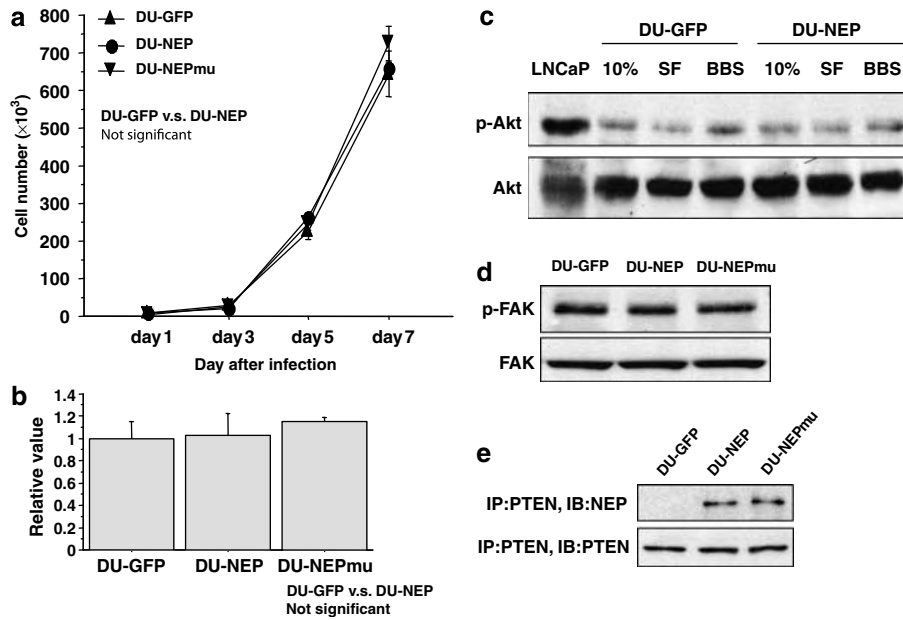 a
DU-GFP
DU-NEP
DU-NEPmu
DU-GFP v.s. DU-NEP
Not significant
Cell number (×10³)
800
700
600
500
400
300
200
100
0
day 1 day 3 day 5 day 7
Day after infection
b
Relative value
1.4
1.2
1
0.8
0.6
0.4
0.2
0
DU-GFP DU-NEP DU-NEPmu
DU-GFP v.s. DU-NEP
Not significant
c
DU-GFP DU-NEP
LNCaP 10% SF BBS 10% SF BBS
p-Akt
Akt
d
DU-GFP DU-NEP DU-NEPmu
p-FAK
FAK
e
DU-GFP DU-NEP DU-NEPmu
IP:PTEN, IB:NEP
IP:PTEN, IB:PTEN